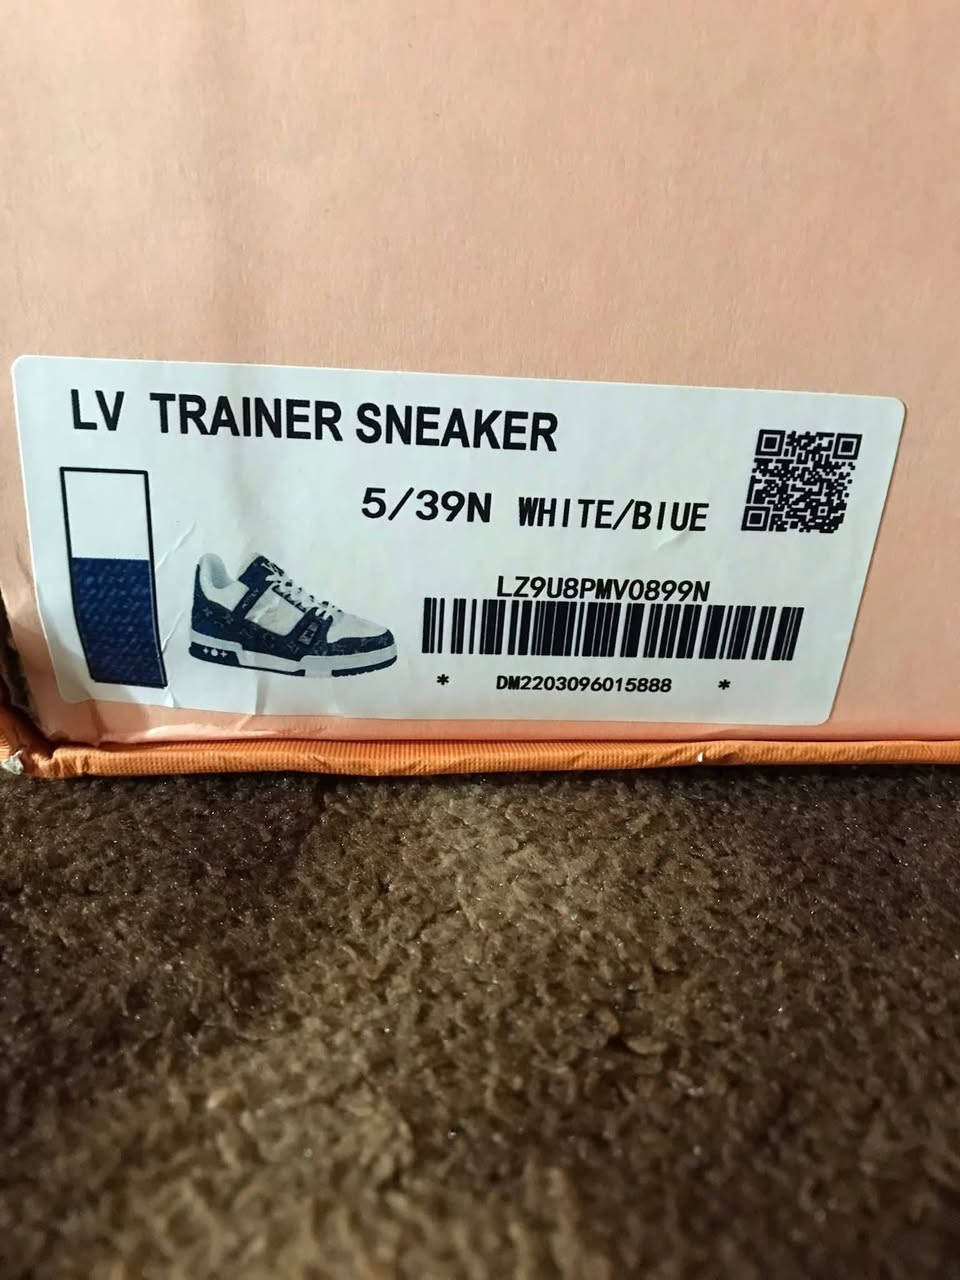 LV TRAINER SNEAKER
5/39N WHITE/BIUE
LZ9U8PMV0899N
* DM2203096015888 *